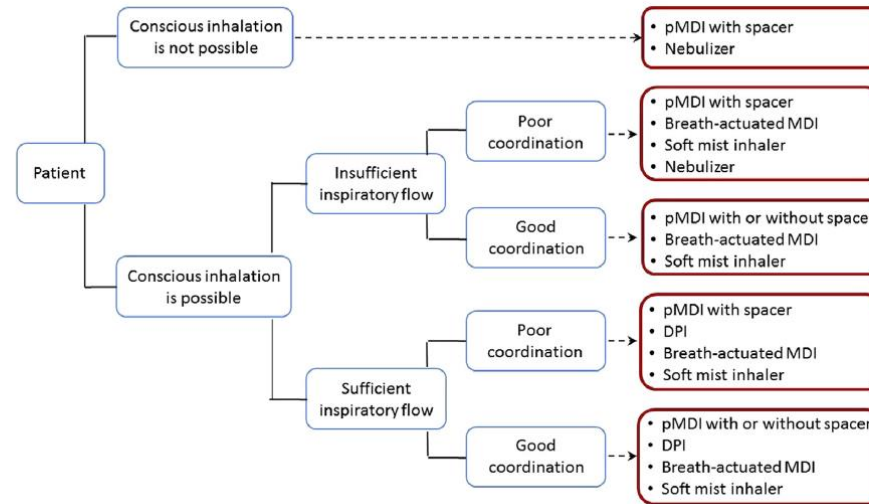 Conscious inhalation
is not possible
• pMDI with spacer
• Nebulizer
Patient
Conscious inhalation
is possible
Insufficient
inspiratory flow
Poor
coordination
• pMDI with spacer
• Breath-actuated MDI
• Soft mist inhaler
• Nebulizer
Good
coordination
• pMDI with or without space
• Breath-actuated MDI
• Soft mist inhaler
Sufficient
inspiratory flow
Poor
coordination
• pMDI with spacer
• DPI
• Breath-actuated MDI
• Soft mist inhaler
Good
coordination
• pMDI with or without spacer
• DPI
• Breath-actuated MDI
• Soft mist inhaler